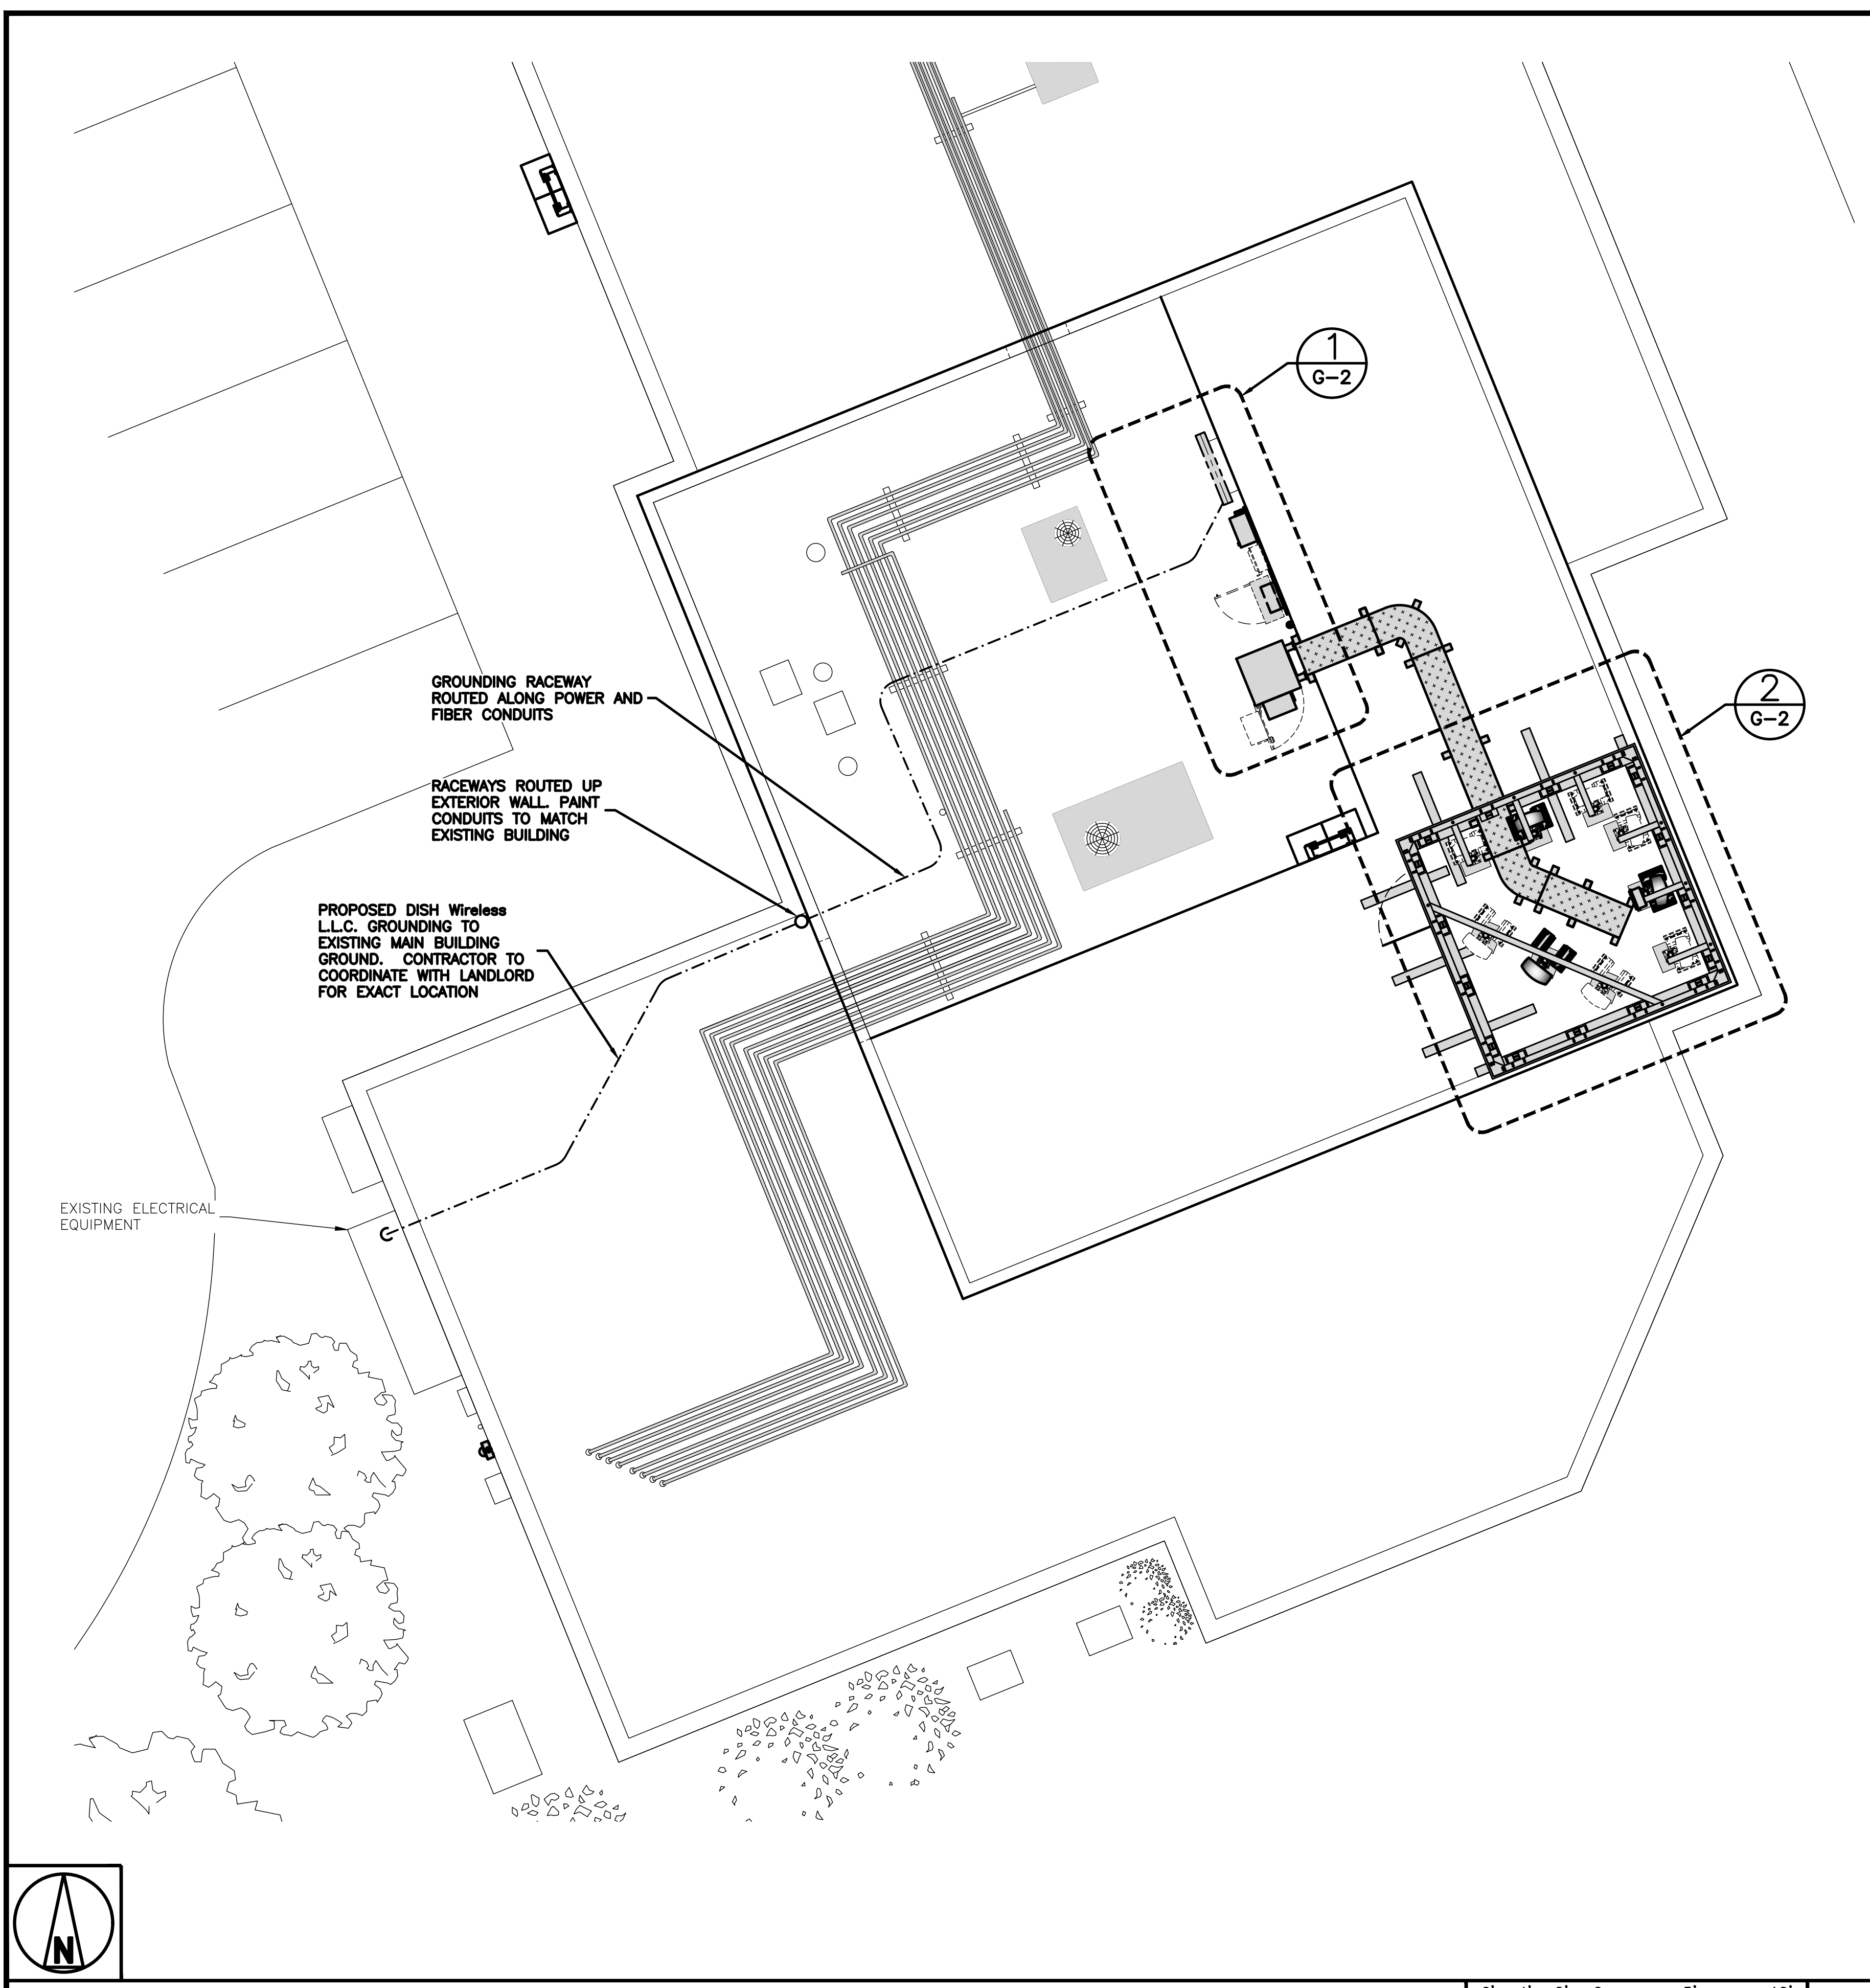 1
G-2
2
G-2
GROUNDING RACEWAY
ROUTED ALONG POWER AND
FIBER CONDUITS
RACEWAYS ROUTED UP
EXTERIOR WALL. PAINT
CONDUITS TO MATCH
EXISTING BUILDING
PROPOSED DISH Wireless
L.L.C. GROUNDING TO
EXISTING MAIN BUILDING
GROUND. CONTRACTOR TO
COORDINATE WITH LANDLORD
FOR EXACT LOCATION
EXISTING ELECTRICAL
EQUIPMENT
N